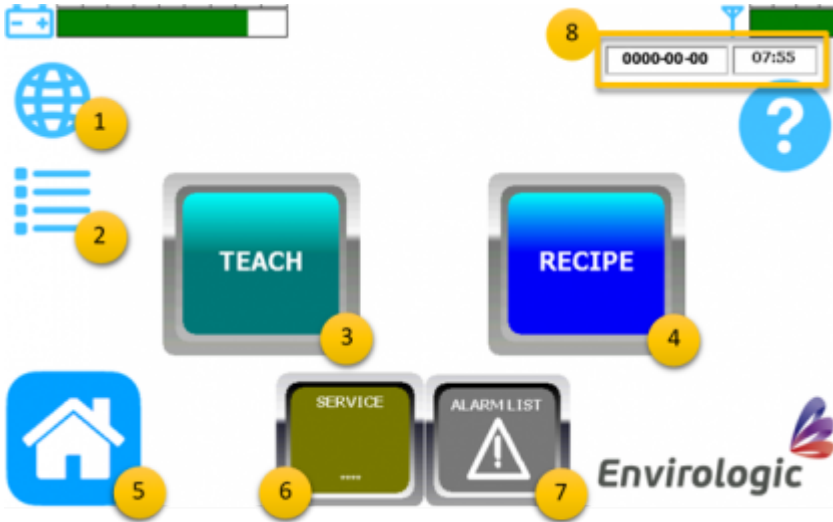 8
0000-00-00 07:55
1
?
2
TEACH
RECIPE
3
4
SERVICE
ALARM LIST
....
!
Envirologic
5
6
7